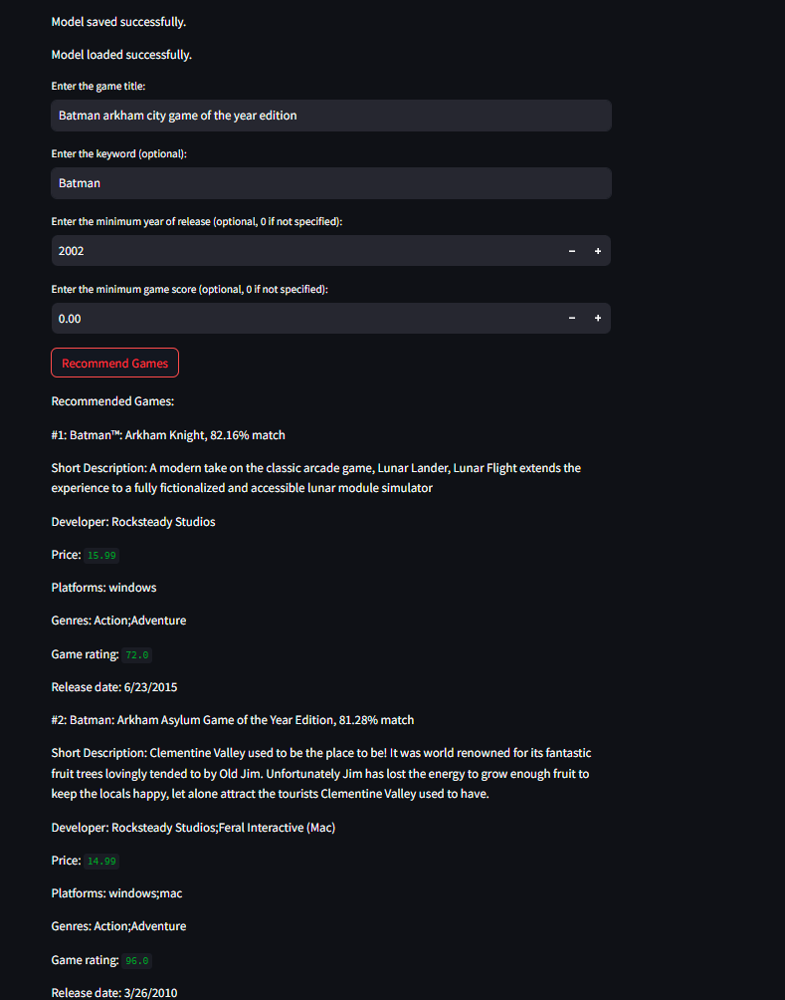 Model saved successfully.
Model loaded successfully.
Enter the game title:
Batman arkham city game of the year edition
Enter the keyword (optional):
Batman
Enter the minimum year of release (optional, 0 if not specified):
2002
Enter the minimum game score (optional, 0 if not specified):
0.00
Recommend Games
Recommended Games:
#1: Batman™: Arkham Knight, 82.16% match
Short Description: A modern take on the classic arcade game, Lunar Lander, Lunar Flight extends the
experience to a fully fictionalized and accessible lunar module simulator
Developer: Rocksteady Studios
Price: 15.99
Platforms: windows
Genres: Action;Adventure
Game rating: 72.0
Release date: 6/23/2015
#2: Batman: Arkham Asylum Game of the Year Edition, 81.28% match
Short Description: Clementine Valley used to be the place to be! It was world renowned for its fantastic
fruit trees lovingly tended to by Old Jim. Unfortunately Jim has lost the energy to grow enough fruit to
keep the locals happy, let alone attract the tourists Clementine Valley used to have.
Developer: Rocksteady Studios;Feral Interactive (Mac)
Price: 14.99
Platforms: windows;mac
Genres: Action;Adventure
Game rating: 96.0
Release date: 3/26/2010